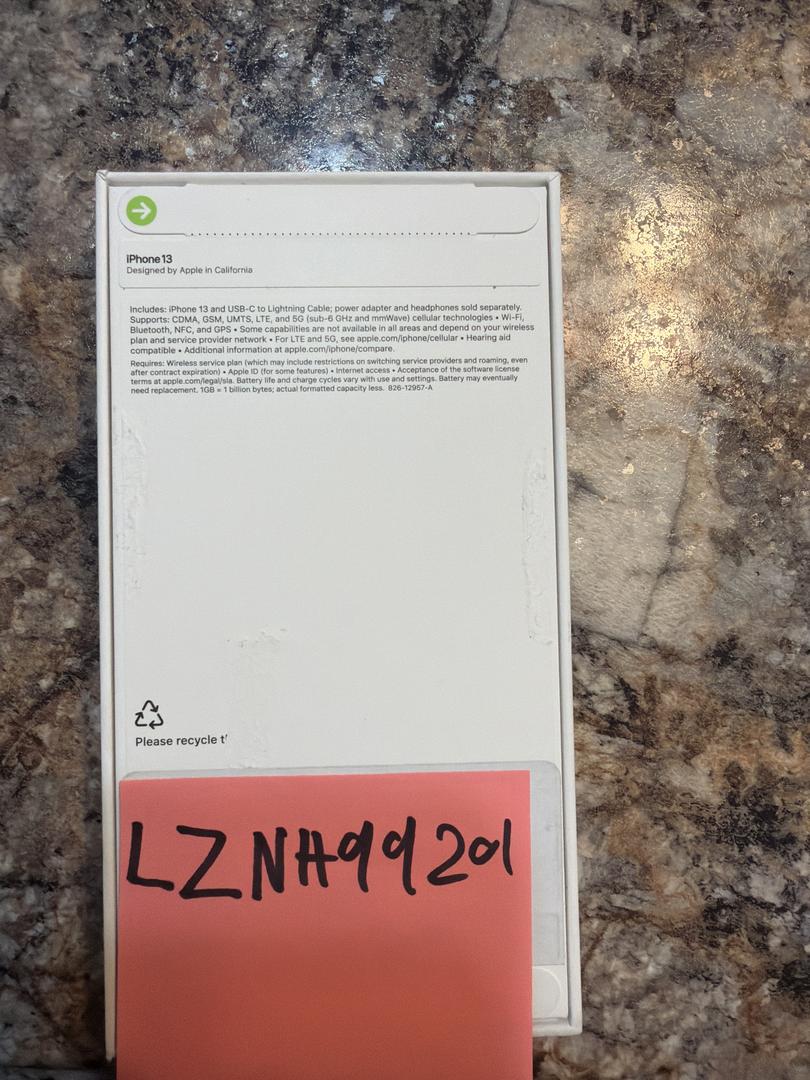 iPhone 13
Designed by Apple in California
Includes: iPhone 13 and USB-C to Lightning Cable; power adapter and headphones sold separately.
Supports: CDMA, GSM, UMTS, LTE, and 5G (sub-6 GHz and mmWave) cellular technologies • Wi-Fi,
Bluetooth, NFC, and GPS • Some capabilities are not available in all areas and depend on your wireless
plan and service provider network • For LTE and 5G, see apple.com/iphone/cellular • Hearing aid
compatible • Additional information at apple.com/iphone/compare.
Requires: Wireless service plan (which may include restrictions on switching service providers and roaming, even
after contract expiration) • Apple ID (for some features) • Internet access • Acceptance of the software license
terms at apple.com/legal/sla. Battery life and charge cycles vary with use and settings. Battery may eventually
need replacement. 1GB = 1 billion bytes; actual formatted capacity less. 826-12957-A
Please recycle
LZNH99201